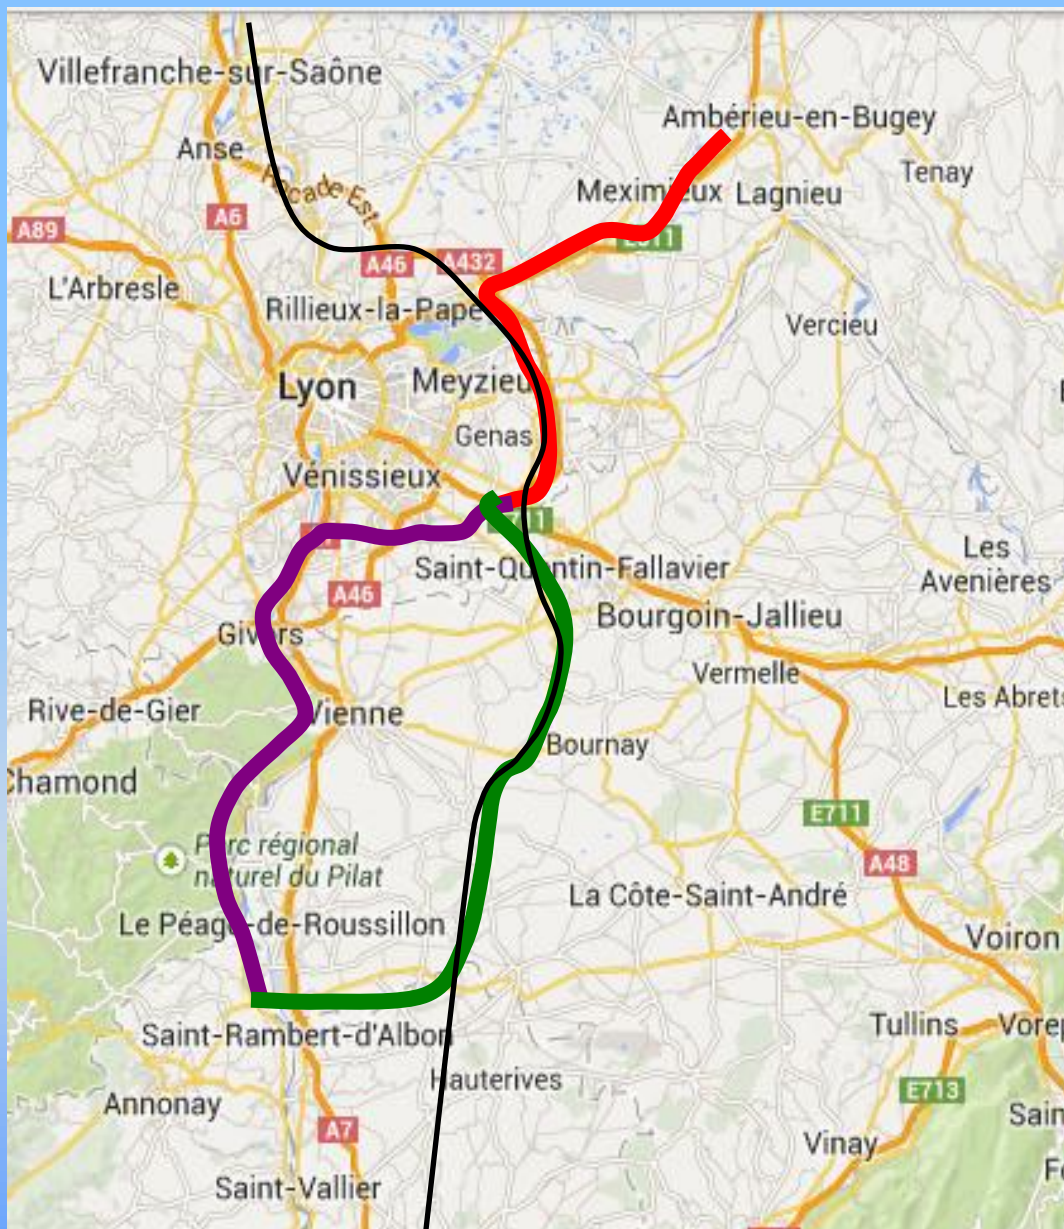 Villefranche-sur-Saône
Ambérieu-en-Bugey
Anse
Tenay
Rocade Est
Meximieux
Lagnieu
A6
A89
A46
A432
L'Arbresle
Rillieux-la-Pape
Vercieu
Lyon
Meyzieu
Genas
Vénissieux
Les
Avenières
Saint-Quentin-Fallavier
A46
Bourgoin-Jallieu
Givors
Vermelle
Les Abrets
Rive-de-Gier
Vienne
Bournay
Chamond
E711
Parc régional
naturel du Pilat
A48
La Côte-Saint-André
Le Péage-de-Roussillon
Voiron
Tullins
Vorep
Saint-Rambert-d'Albon
Hauterives
E713
Annonay
Sain
A7
Vinay
Saint-Vallier